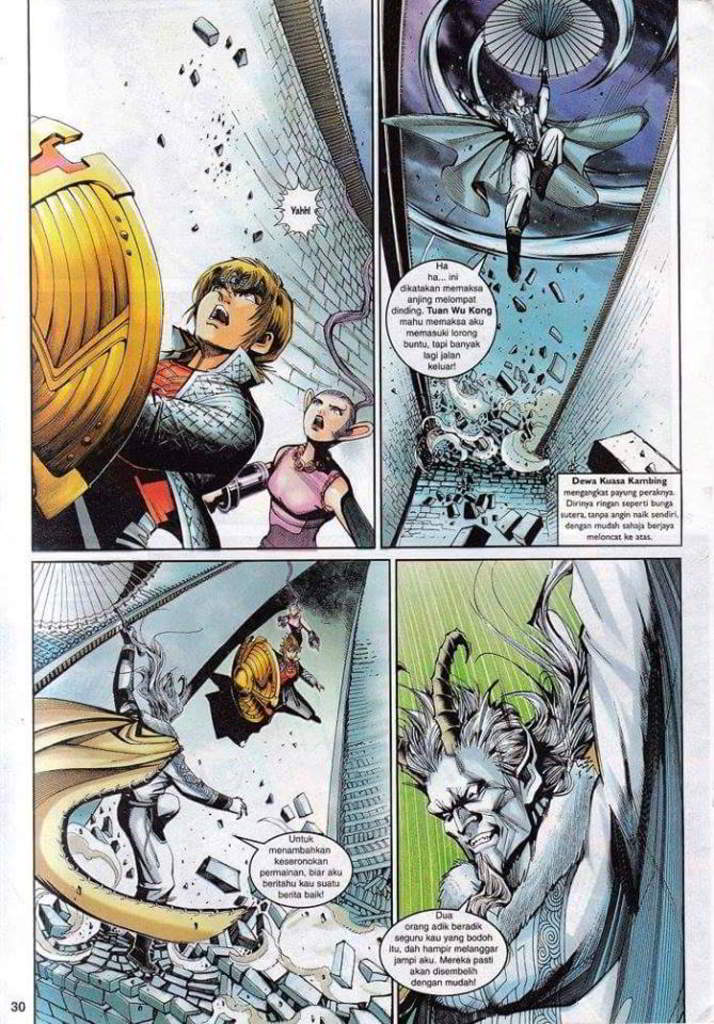 Yahh!
Ha
ha... ini
dikatakan memaksa
anjing melompat
dinding. Tuan Wu Kong
mahu memaksa aku
memasuki lorong
buntu, tapi banyak
lagi jalan
keluar!
Dewa Kuasa Kambing
mengangkat payung peraknya.
Dirinya ringan seperti bunga
sutera, tanpa angin naik sendiri,
dengan mudah sahaja berjaya
meloncat ke atas.
Untuk
menambahkan
keseronokan
permainan, biar aku
beritahu kau suatu
berita baik!
Dua
orang adik beradik
seguru kau yang bodoh
itu, dah hampir melanggar
jampi aku. Mereka pasti
akan disembelih
dengan mudah!
30